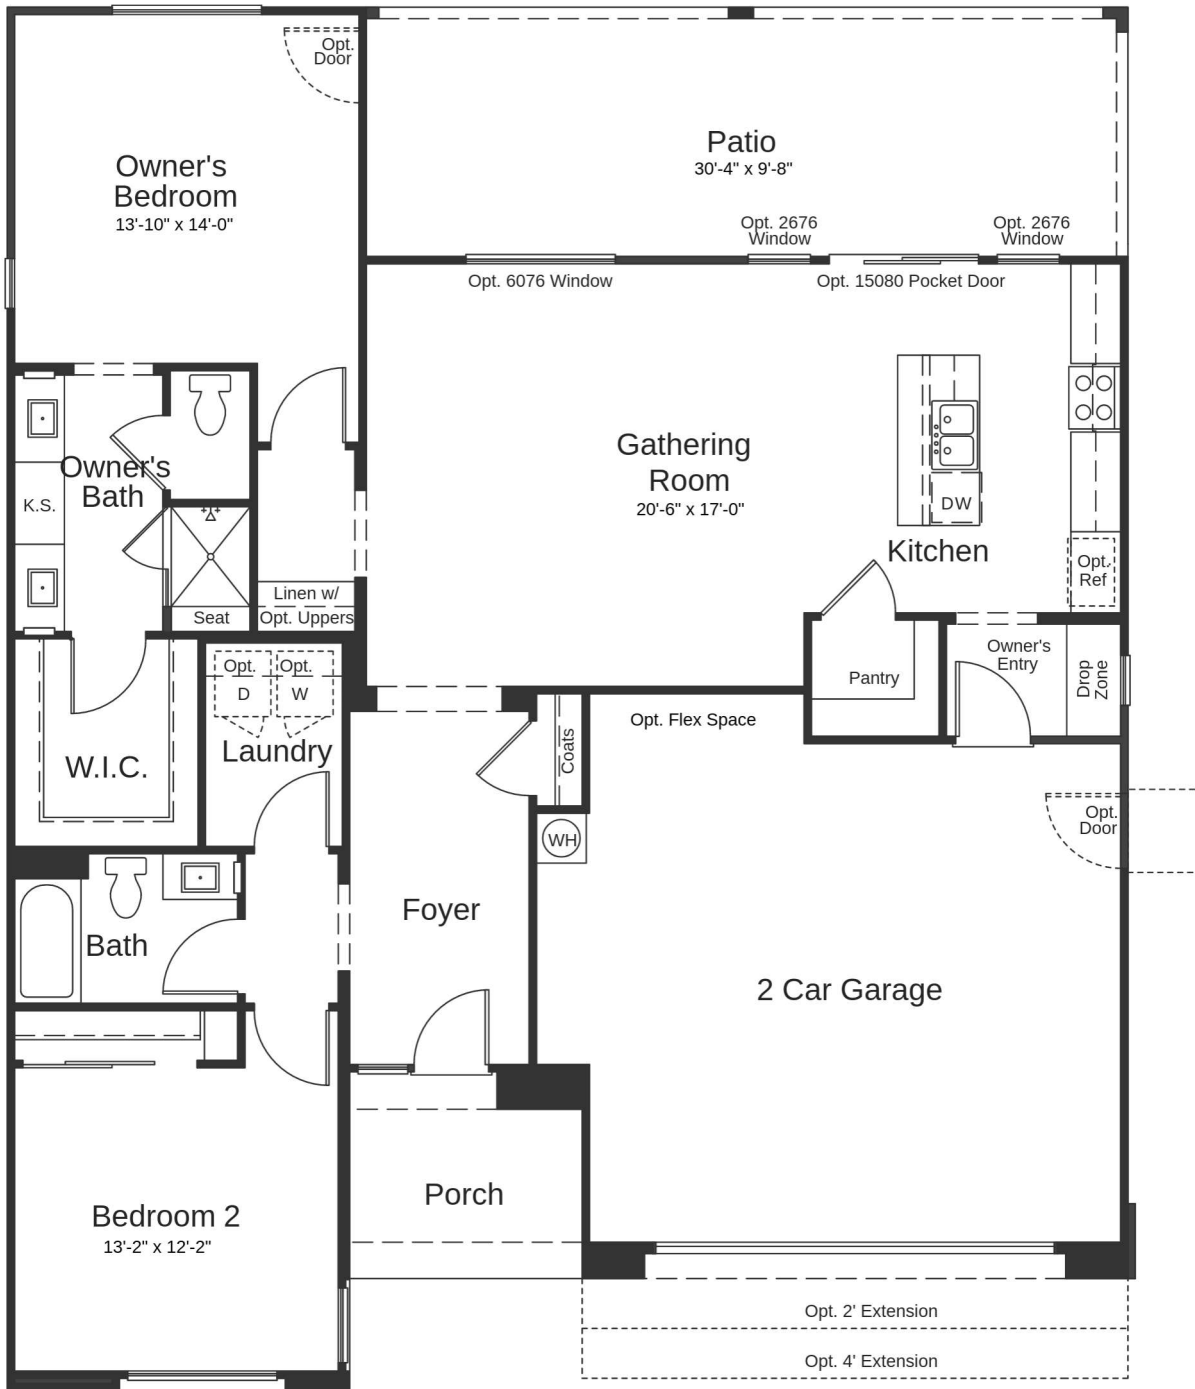 Opt.
Door
Owner's
Bedroom
13'-10" x 14'-0"
Patio
30'-4" x 9'-8"
Opt. 2676
Window
Opt. 2676
Window
Opt. 6076 Window
Opt. 15080 Pocket Door
Gathering
Room
20'-6" x 17'-0"
DW
Kitchen
Opt.
Ref
Owner's
Bath
K.S.
Seat
Linen w/
Opt. Uppers
Opt.
D
Opt.
W
Laundry
W.I.C.
Pantry
Owner's
Entry
Drop
Zone
Opt. Flex Space
Coats
WH
Opt.
Door
Foyer
Bath
2 Car Garage
Porch
Bedroom 2
13'-2" x 12'-2"
Opt. 2' Extension
Opt. 4' Extension